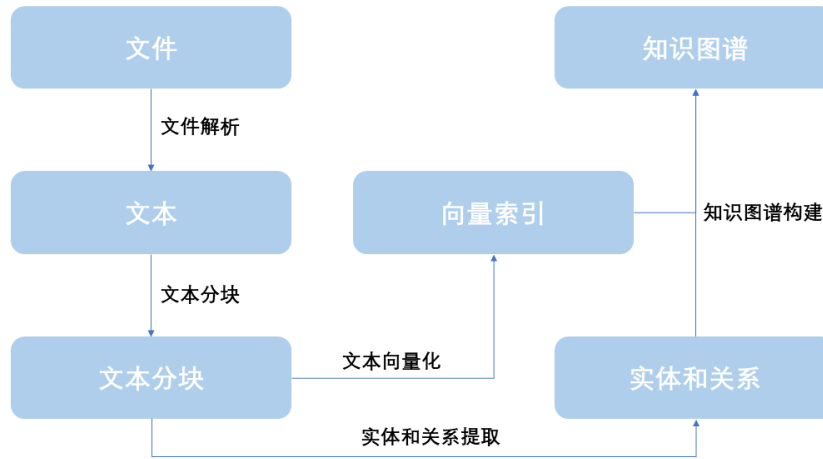 文件
知识图谱
文件解析
文本
向量索引
知识图谱构建
文本分块
文本分块
文本向量化
实体和关系
实体和关系提取